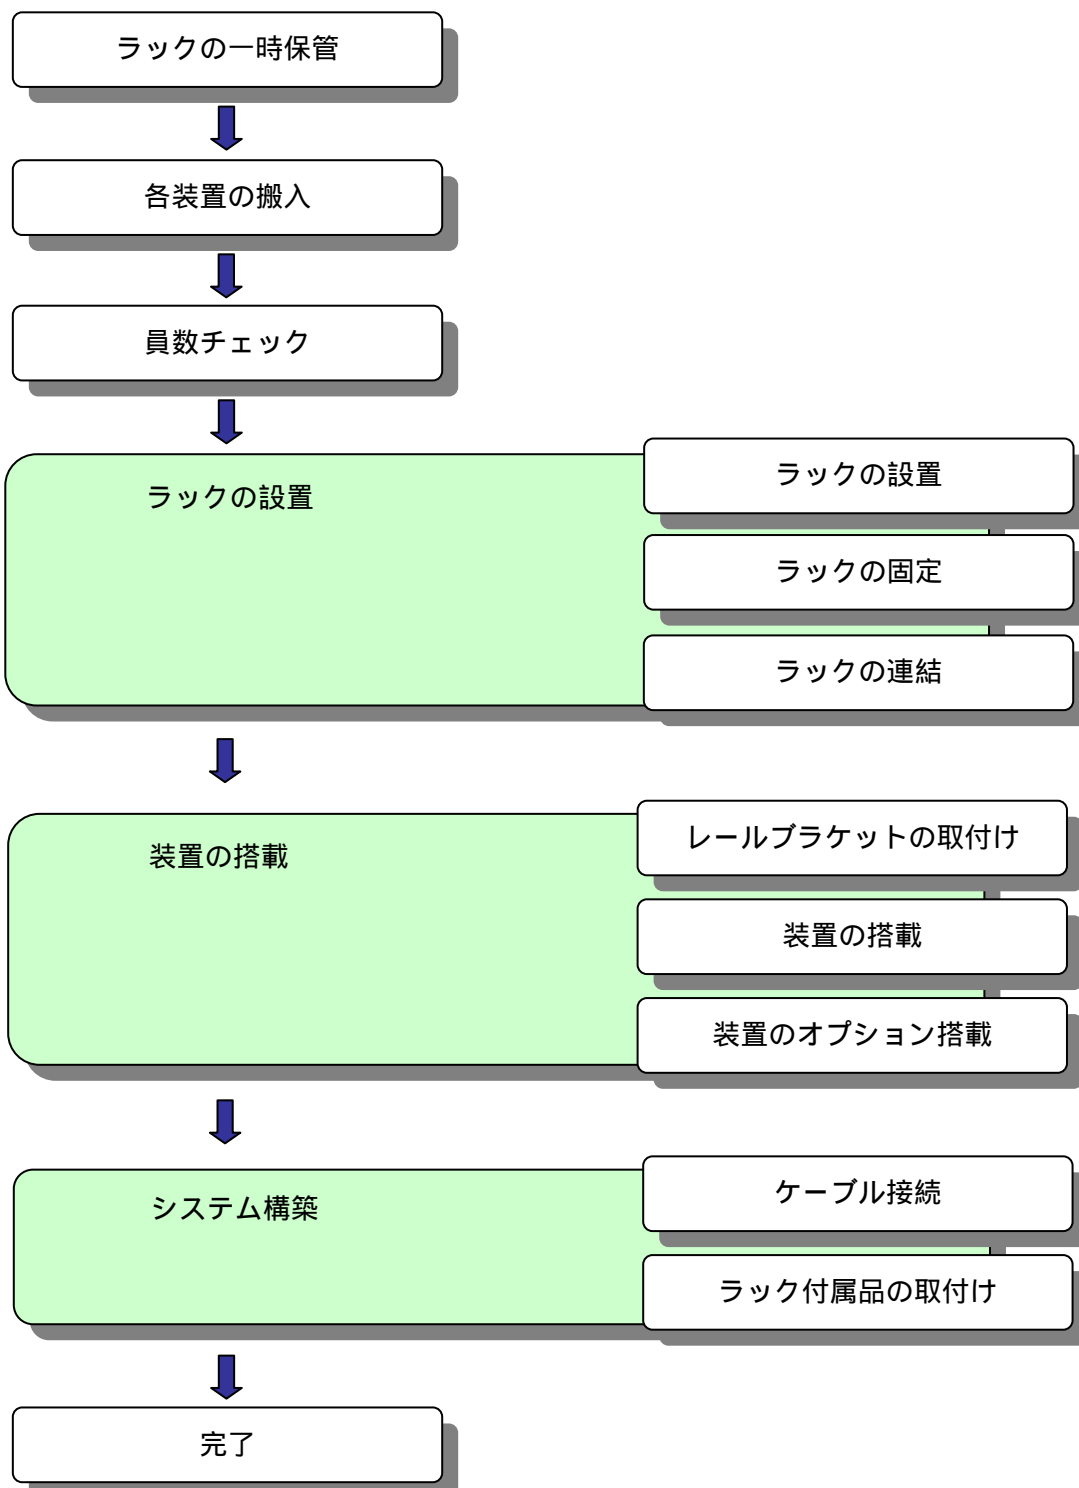 ラックの一時保管
各装置の搬入
員数チェック
ラックの設置
ラックの設置
ラックの固定
ラックの連結
装置の搭載
レールブラケットの取付け
装置の搭載
装置のオプション搭載
システム構築
ケーブル接続
ラック付属品の取付け
完了